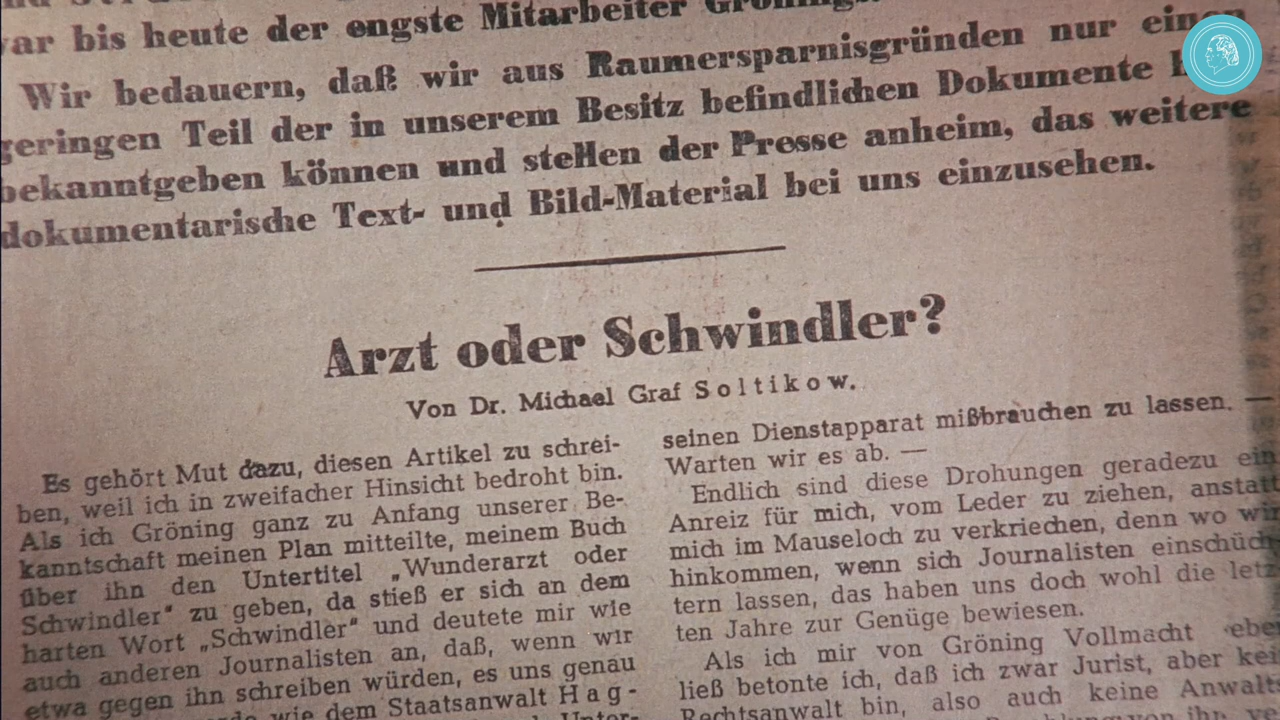 war bis heute der engste Mitarbeiter Grönings.
Wir bedauern, daß wir aus Raumersparnisgründen nur einen
geringen Teil der in unserem Besitz befindlichen Dokumente
bekanntgeben können und stellen der Presse anheim, das weitere
dokumentarische Text- und Bild-Material bei uns einzusehen.
Arzt oder Schwindler?
Von Dr. Michael Graf Soltikow.
Es gehört Mut dazu, diesen Artikel zu schrei-
ben, weil ich in zweifacher Hinsicht bedroht bin.
Als ich Gröning ganz zu Anfang unserer Be-
kanntschaft meinen Plan mitteilte, meinem Buch
über ihn den Untertitel „Wunderarzt oder
Schwindler" zu geben, da stieß er sich an dem
harten Wort „Schwindler" und deutete mir wie
auch anderen Journalisten an, daß, wenn wir
etwa gegen ihn schreiben würden, es uns genau
wie dem Staatsanwalt Hag-
seinen Dienstapparat mißbrauchen zu lassen. —
Warten wir es ab. —
Endlich sind diese Drohungen geradezu ein
Anreiz für mich, vom Leder zu ziehen, anstatt
mich im Mauseloch zu verkriechen, denn wo wir
hinkommen, wenn sich Journalisten einschüch-
tern lassen, das haben uns doch wohl die letz-
ten Jahre zur Genüge bewiesen.
Als ich mir von Gröning Vollmacht geben
ließ betonte ich, daß ich zwar Jurist, aber kein
Rechtsanwalt bin, also auch keine Anwalts